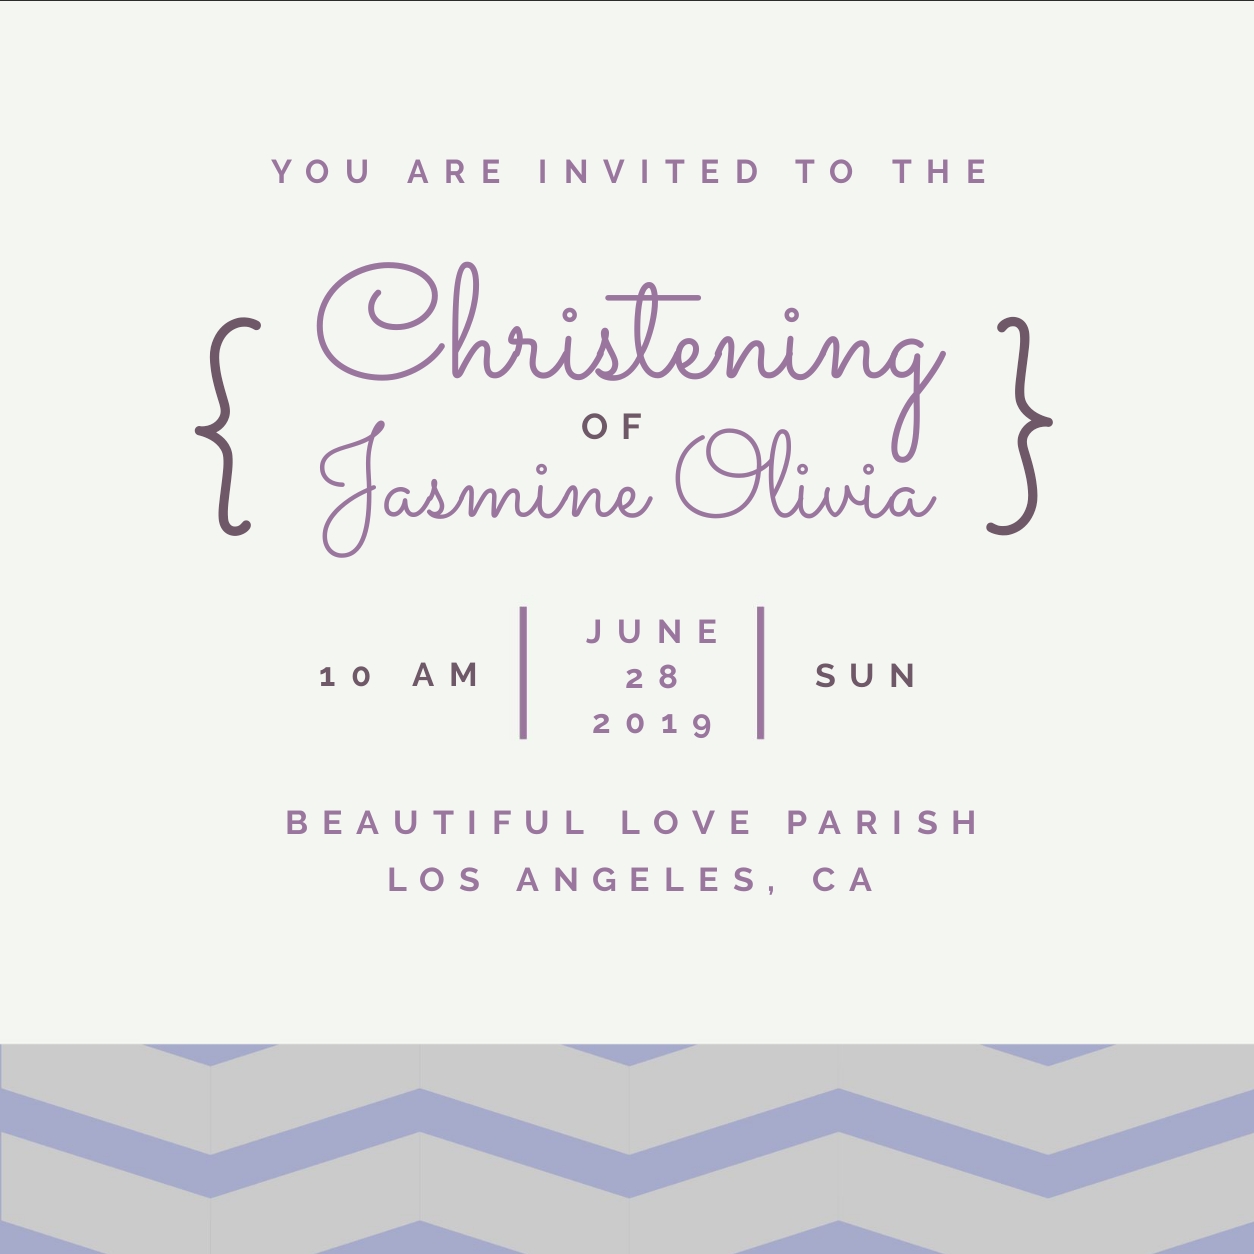 YOU ARE INVITED TO THE
Christening
OF
Jasmine Olivia
10 AM
JUNE
28
2019
SUN
BEAUTIFUL LOVE PARISH
LOS ANGELES, CA